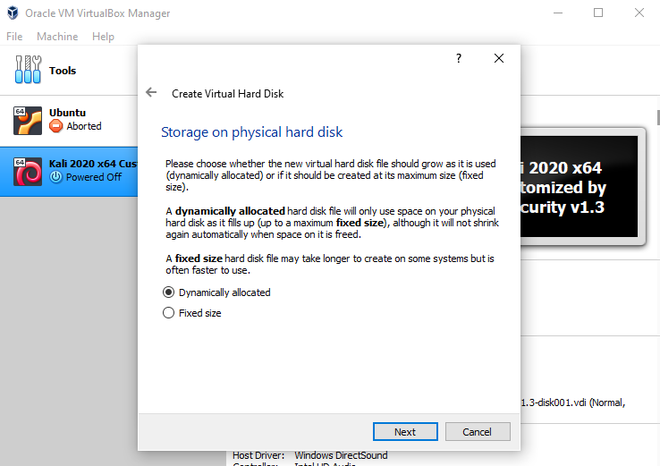 Oracle VM VirtualBox Manager
File Machine Help
Tools
64
Ubuntu
Aborted
64
Kali 2020 x64 Cust
Powered Off
?
Create Virtual Hard Disk
Storage on physical hard disk
Please choose whether the new virtual hard disk file should grow as it is used
(dynamically allocated) or if it should be created at its maximum size (fixed
size).
A dynamically allocated hard disk file will only use space on your physical
hard disk as it fills up (up to a maximum fixed size), although it will not shrink
again automatically when space on it is freed.
A fixed size hard disk file may take longer to create on some systems but is
often faster to use.
Dynamically allocated
Fixed size
Next
Cancel
i 2020 x64
tomized by
curity v1.3
1.3-disk001.vdi (Normal,
Host Driver: Windows DirectSound
Controller: Intel HD Audio